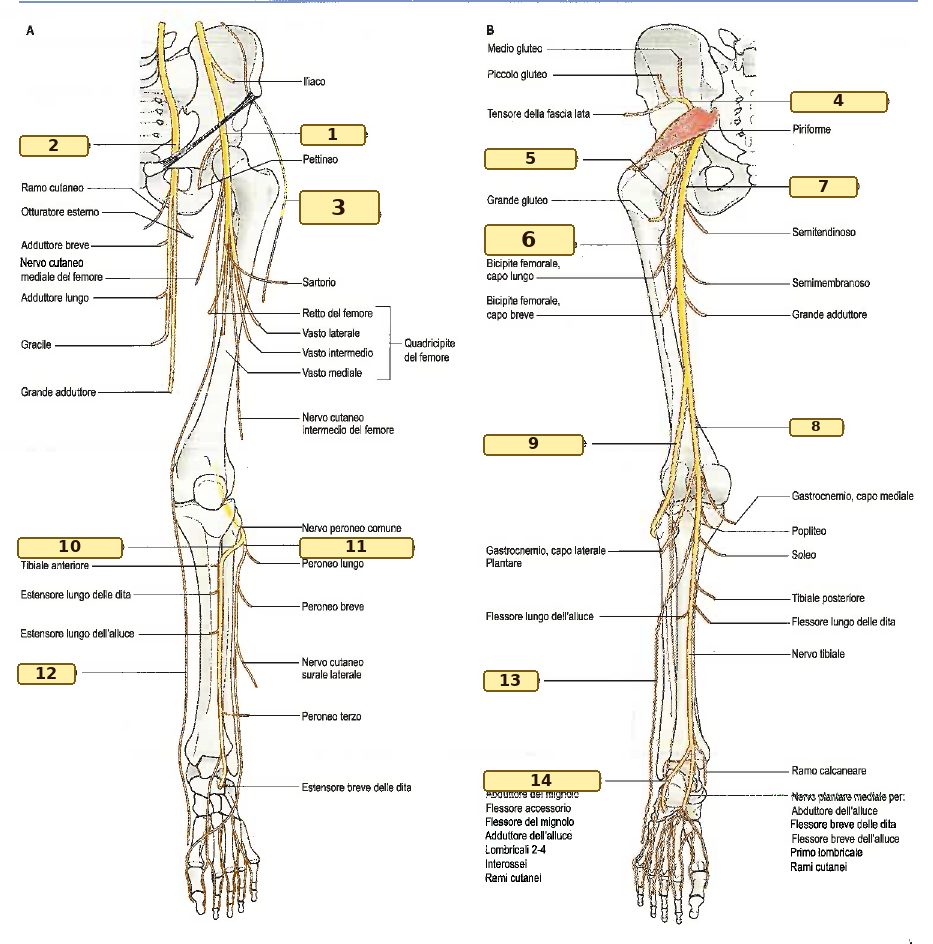 A
Iliaco
1
2
Pettineo
Ramo cutaneo
3
Otturatore esterno
Adduttore breve
Nervo cutaneo
mediale del femore
Sartorio
Adduttore lungo
Retto del femore
Vasto laterale
Gracile
Vasto intermedio
Quadricipite
del femore
Vasto mediale
Grande adduttore
Nervo cutaneo
intermedio del femore
Nervo peroneo comune
10
11
Tibiale anteriore
Peroneo lungo
Estensore lungo delle dita
Peroneo breve
Estensore lungo dell'alluce
Nervo cutaneo
surale laterale
12
Peroneo terzo
Estensore breve delle dita
B
Medio gluteo
Piccolo gluteo
4
Tensore della fascia lata
Piriforme
5
7
Grande gluteo
6
Semitendinoso
Bicipite femorale,
capo lungo
Semimembranoso
Bicipite femorale,
capo breve
Grande adduttore
8
9
Gastrocnemio, capo mediale
Popliteo
Gastrocnemio, capo laterale
Plantare
Soleo
Tibiale posteriore
Flessore lungo dell'alluce
Flessore lungo delle dita
Nervo tibiale
13
Ramo calcaneare
14
Abduttore del mignolo
Flessore accessorio
Flessore del mignolo
Adduttore dell'alluce
Lombricali 2-4
Interossei
Rami cutanei
Nervo plantare mediale per:
Abduttore dell'alluce
Flessore breve delle dita
Flessore breve dell'alluce
Primo lombricale
Rami cutanei